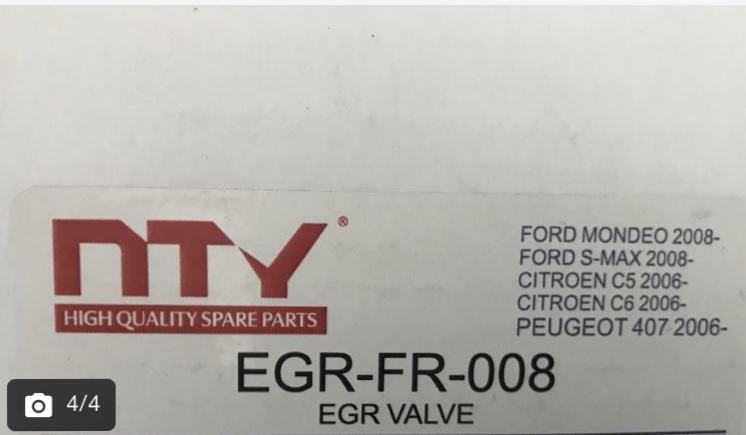 NTY®
HIGH QUALITY SPARE PARTS
FORD MONDEO 2008-
FORD S-MAX 2008-
CITROEN C5 2006-
CITROEN C6 2006-
PEUGEOT 407 2006-
EGR-FR-008
EGR VALVE
4/4